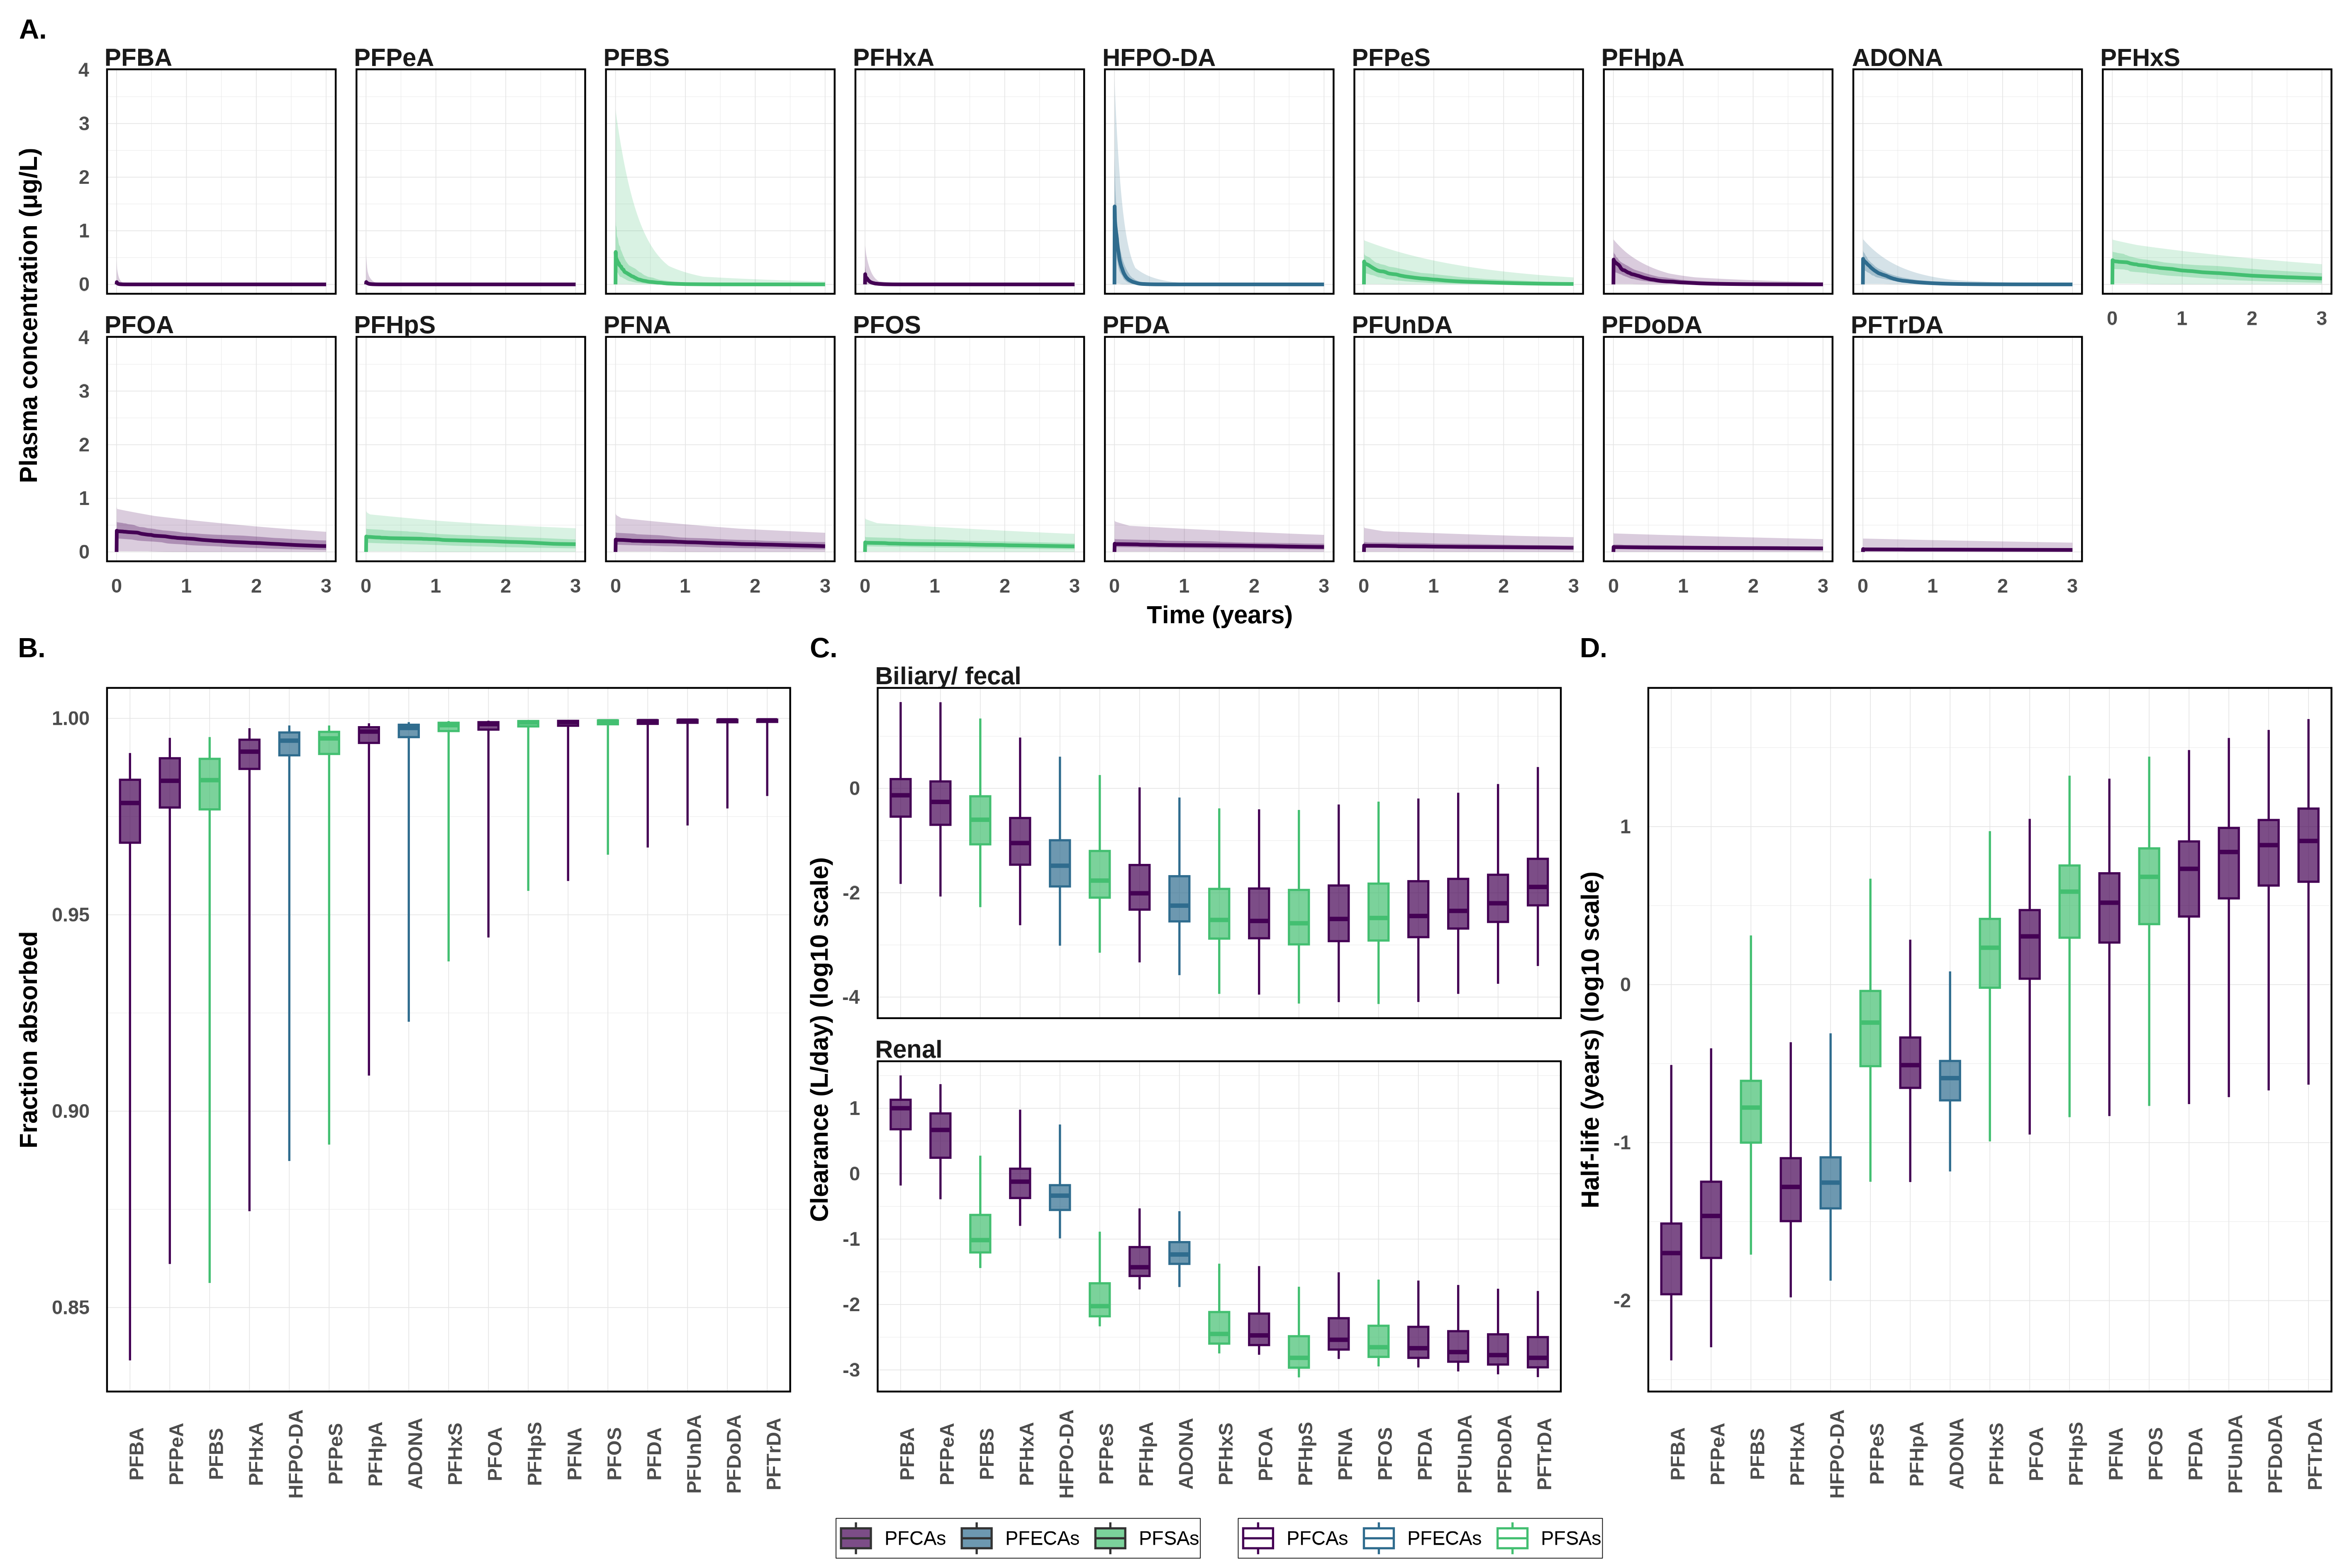 A.
PFBA PFPeA PFBS PFHxA HFPO-DA PFPeS PFHpA ADONA PFHxS
4
3
2
1
0
0 1 2 3
PFOA PFHpS PFNA PFOS PFDA PFUnDA PFDoDA PFTrDA
4
3
2
1
0
0 1 2 3 0 1 2 3 0 1 2 3 0 1 2 3 0 1 2 3 0 1 2 3 0 1 2 3 0 1 2 3
Plasma concentration (μg/L)
Time (years)
B.
Fraction absorbed
1.00
0.95
0.90
0.85
PFBA PFPeA PFBS PFHxA HFPO-DA PFPeS PFHpA ADONA PFHxS PFOA PFHpS PFNA PFOS PFDA PFUnDA PFDoDA PFTrDA
C.
Clearance (L/day) (log10 scale)
Biliary/ fecal
0
-2
-4
Renal
1
0
-1
-2
-3
PFBA PFPeA PFBS PFHxA HFPO-DA PFPeS PFHpA ADONA PFHxS PFOA PFHpS PFNA PFOS PFDA PFUnDA PFDoDA PFTrDA
D.
Half-life (years) (log10 scale)
1
0
-1
-2
PFBA PFPeA PFBS PFHxA HFPO-DA PFPeS PFHpA ADONA PFHxS PFOA PFHpS PFNA PFOS PFDA PFUnDA PFDoDA PFTrDA
PFCAs PFECAs PFSAs PFCAs PFECAs PFSAs